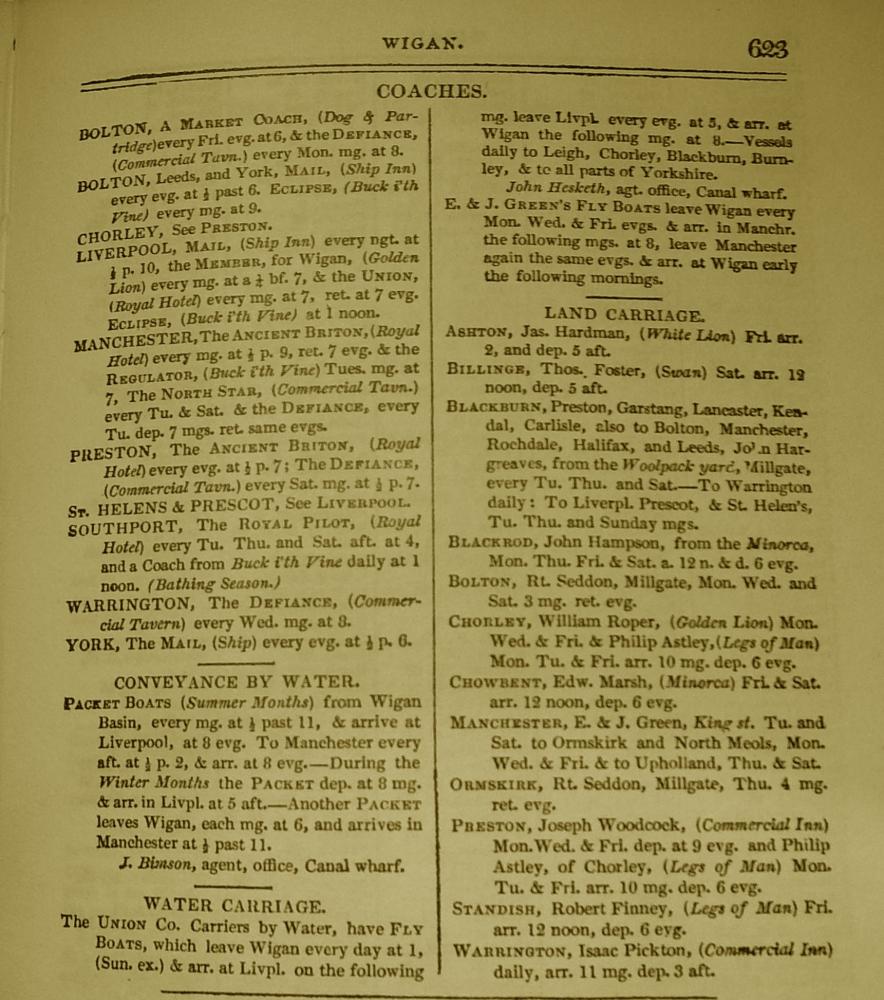 WIGAN.
623
COACHES.
BOLTON, A MARKET COACH, (Dog & Par-
tridge) every Fri. evg. at 6, & the DEFIANCE,
(Commercial Tavn.) every Mon. mg. at 8.
BOLTON, Leeds, and York, MAIL, (Ship Inn)
every evg. at ½ past 6. ECLIPSE, (Buck i'th
Vine) every mg. at 9.
CHORLEY, See PRESTON.
LIVERPOOL, MAIL, (Ship Inn) every ngt. at
½ p. 10, the MEMBER, for Wigan, (Golden
Lion) every mg. at a ¼ bf. 7, & the UNION,
(Royal Hotel) every mg. at 7, ret. at 7 evg.
ECLIPSE, (Buck i'th Vine) at 1 noon.
MANCHESTER, The ANCIENT BRITON, (Royal
Hotel) every mg. at ½ p. 9, ret. 7 evg. & the
REGULATOR, (Buck i'th Vine) Tues. mg. at
7, The NORTH STAR, (Commercial Tavn.)
every Tu. & Sat. & the DEFIANCE, every
Tu. dep. 7 mgs. ret. same evgs.
PRESTON, The ANCIENT BRITON, (Royal
Hotel) every evg. at ½ p. 7; The DEFIANCE,
(Commercial Tavn.) every Sat. mg. at ½ p. 7.
ST. HELENS & PRESCOT, See LIVERPOOL.
SOUTHPORT, The ROYAL PILOT, (Royal
Hotel) every Tu. Thu. and Sat. aft. at 4,
and a Coach from Buck i'th Vine daily at 1
noon. (Bathing Season.)
WARRINGTON, The DEFIANCE, (Commer-
cial Tavern) every Wed. mg. at 8.
YORK, The MAIL, (Ship) every evg. at ½ p. 6.
CONVEYANCE BY WATER.
PACKET BOATS (Summer Months) from Wigan
Basin, every mg. at ½ past 11, & arrive at
Liverpool, at 8 evg. To Manchester every
aft. at ½ p. 2, & arr. at 8 evg.—During the
Winter Months the PACKET dep. at 8 mg.
& arr. in Livpl. at 5 aft.—Another PACKET
leaves Wigan, each mg. at 6, and arrives in
Manchester at ½ past 11.
J. Bimson, agent, office, Canal wharf.
WATER CARRIAGE.
The UNION Co. Carriers by Water, have FLY
BOATS, which leave Wigan every day at 1,
(Sun. ex.) & arr. at Livpl. on the following
mg. leave Livpl. every evg. at 5, & arr. at
Wigan the following mg. at 8.—Vessels
daily to Leigh, Chorley, Blackburn, Burn-
ley, & to all parts of Yorkshire.
John Hesketh, agt. office, Canal wharf.
E. & J. GREEN'S FLY BOATS leave Wigan every
Mon. Wed. & Fri. evgs. & arr. in Manchr.
the following mgs. at 8, leave Manchester
again the same evgs. & arr. at Wigan early
the following mornings.
LAND CARRIAGE.
ASHTON, Jas. Hardman, (White Lion) Fri. arr.
2, and dep. 5 aft.
BILLINGE, Thos. Foster, (Swan) Sat. arr. 12
noon, dep. 5 aft.
BLACKBURN, Preston, Garstang, Lancaster, Ken-
dal, Carlisle, also to Bolton, Manchester,
Rochdale, Halifax, and Leeds, Jo'n Har-
greaves, from the Woolpack yard, Millgate,
every Tu. Thu. and Sat.—To Warrington
daily: To Liverpl. Prescot, & St. Helen's,
Tu. Thu. and Sunday mgs.
BLACKROD, John Hampson, from the Minorca,
Mon. Thu. Fri. & Sat. a. 12 n. & d. 6 evg.
BOLTON, Rt. Seddon, Millgate, Mon. Wed. and
Sat. 3 mg. ret. evg.
CHORLEY, William Roper, (Golden Lion) Mon.
Wed. & Fri. & Philip Astley, (Legs of Man)
Mon. Tu. & Fri. arr. 10 mg. dep. 6 evg.
CHOWBENT, Edw. Marsh, (Minorca) Fri. & Sat.
arr. 12 noon, dep. 6 evg.
MANCHESTER, E. & J. Green, King st. Tu. and
Sat. to Ormskirk and North Meols, Mon.
Wed. & Fri. & to Upholland, Thu. & Sat.
ORMSKIRK, Rt. Seddon, Millgate, Thu. 4 mg.
ret. evg.
PRESTON, Joseph Woodcock, (Commercial Inn)
Mon. Wed. & Fri. dep. at 9 evg. and Philip
Astley, of Chorley, (Legs of Man) Mon.
Tu. & Fri. arr. 10 mg. dep. 6 evg.
STANDISH, Robert Finney, (Legs of Man) Fri.
arr. 12 noon, dep. 6 evg.
WARRINGTON, Isaac Pickton, (Commercial Inn)
daily, arr. 11 mg. dep. 3 aft.